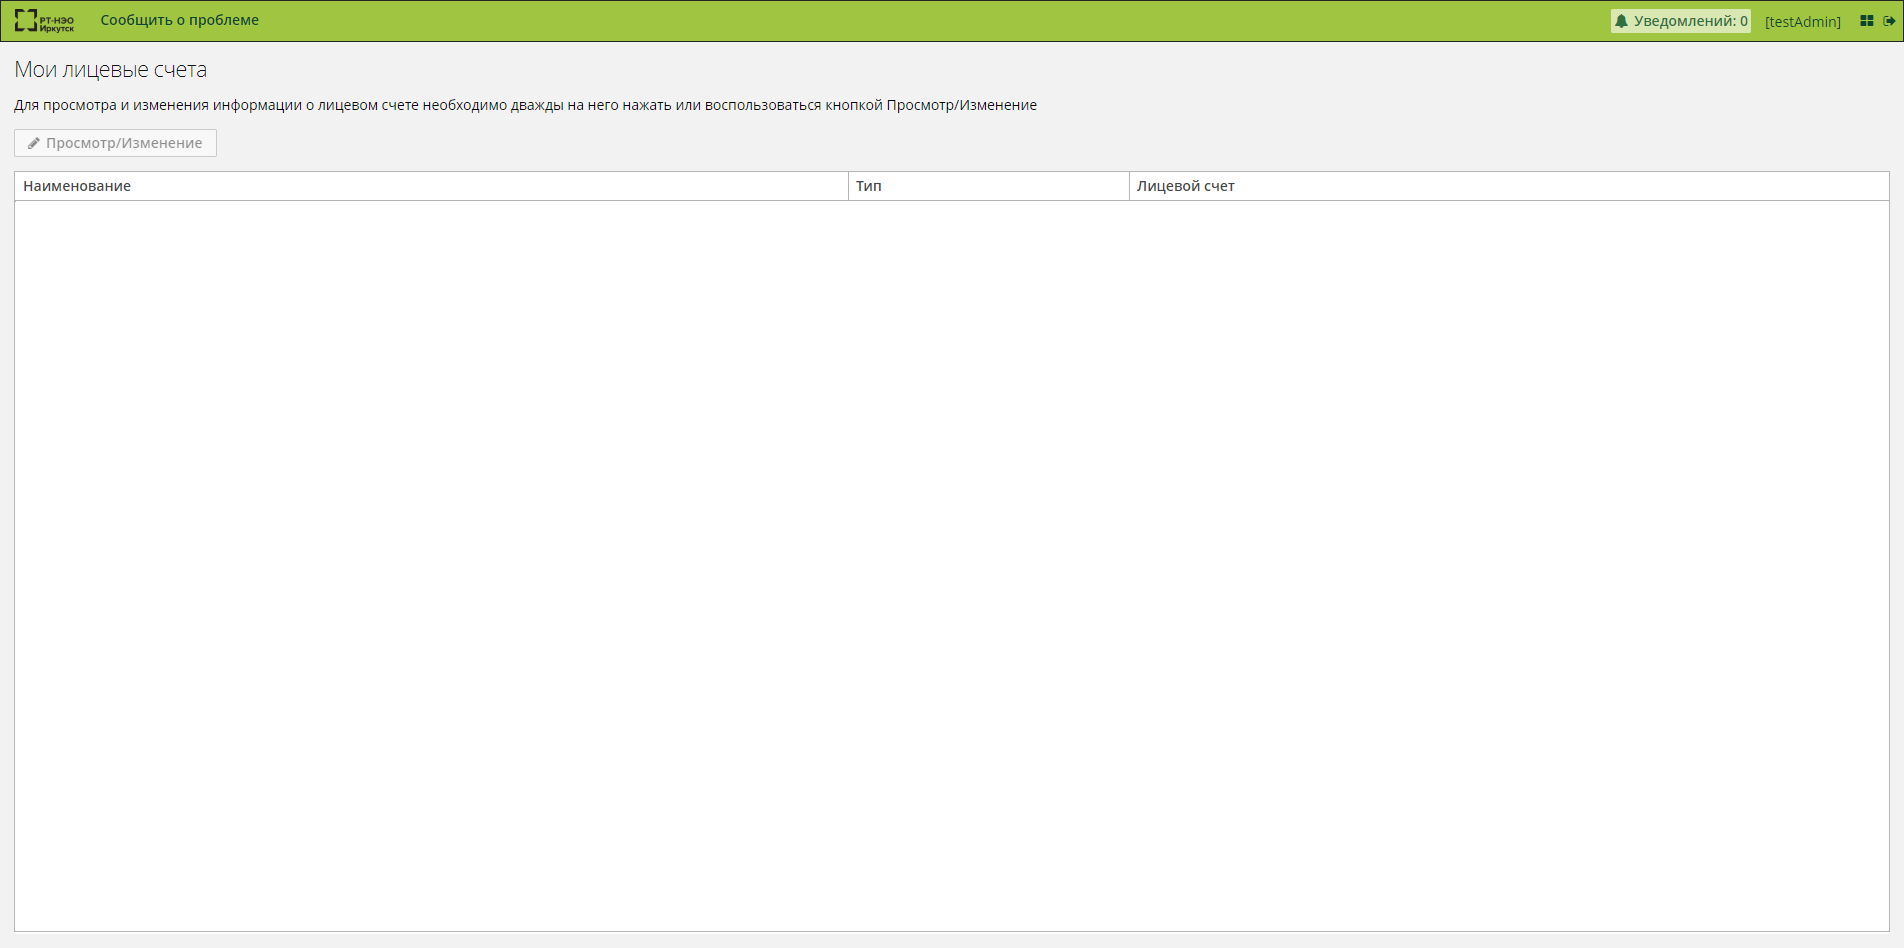 РТ-НЭО
Иркутск
Сообщить о проблеме
Уведомлений: 0
[testAdmin]
Мои лицевые счета
Для просмотра и изменения информации о лицевом счете необходимо дважды на него нажать или воспользоваться кнопкой Просмотр/Изменение
Просмотр/Изменение
Наименование
Тип
Лицевой счет